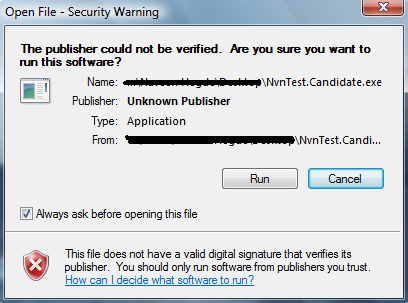 Open File - Security Warning
The publisher could not be verified.  Are you sure you want to
run this software?
Name: \NvnTest.Candidate.exe
Publisher: Unknown Publisher
Type: Application
From: \NvnTest.Candi...
Run Cancel
Always ask before opening this file
This file does not have a valid digital signature that verifies its
publisher.  You should only run software from publishers you trust.
How can I decide what software to run?